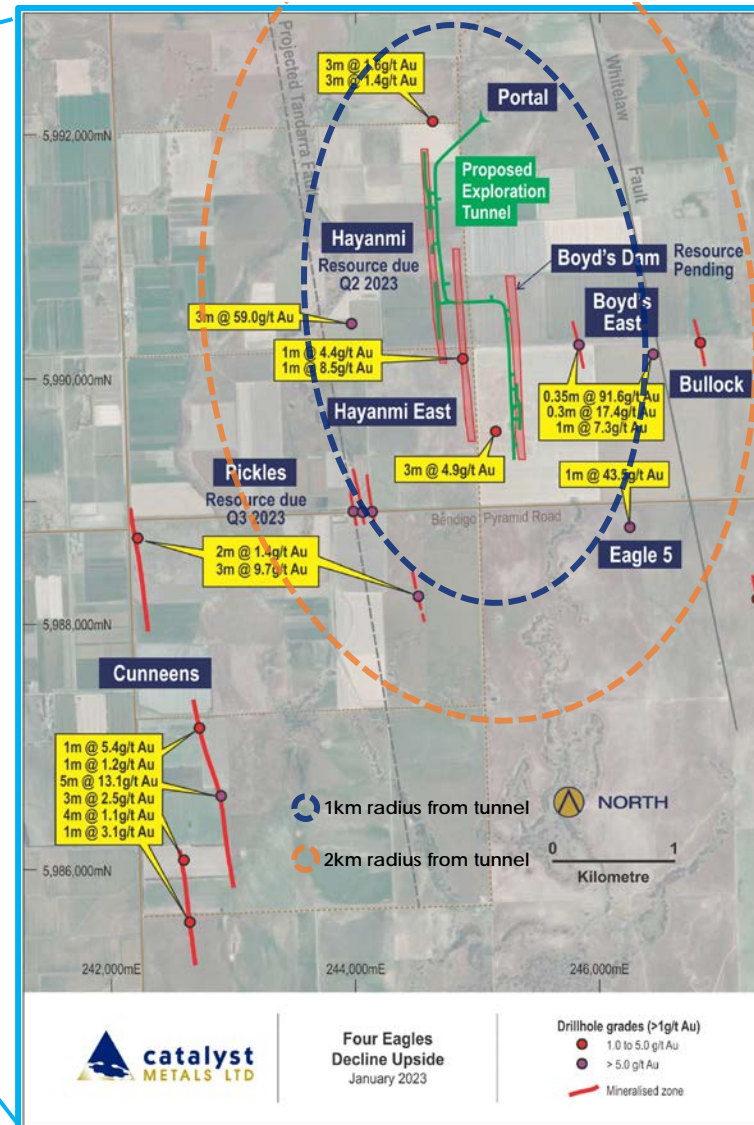 3m @ 1.6g/t Au
3m @ 1.4g/t Au
Portal
Projected Tandarra Fault
Whitelaw
Fault
5,992,000mN
Proposed
Exploration
Tunnel
Hayanmi
Resource due
Q2 2023
Boyd's Dam
Resource
Pending
Boyd's
East
3m @ 59.0g/t Au
1m @ 4.4g/t Au
1m @ 8.5g/t Au
5,990,000mN
Bullock
0.35m @ 91.6g/t Au
0.3m @ 17.4g/t Au
1m @ 7.3g/t Au
Hayanmi East
3m @ 4.9g/t Au
1m @ 43.5g/t Au
Pickles
Resource due
Q3 2023
Bendigo Pyramid Road
Eagle 5
2m @ 1.4g/t Au
3m @ 9.7g/t Au
5,988,000mN
Cunneens
1m @ 5.4g/t Au
1m @ 1.2g/t Au
5m @ 13.1g/t Au
3m @ 2.5g/t Au
4m @ 1.1g/t Au
1m @ 3.1g/t Au
1km radius from tunnel
NORTH
2km radius from tunnel
0 1
Kilometre
5,986,000mN
242,000mE
244,000mE
246,000mE
catalyst
METALS LTD
Four Eagles
Decline Upside
January 2023
Drillhole grades (>1g/t Au)
1.0 to 5.0 g/t Au
> 5.0 g/t Au
Mineralised zone